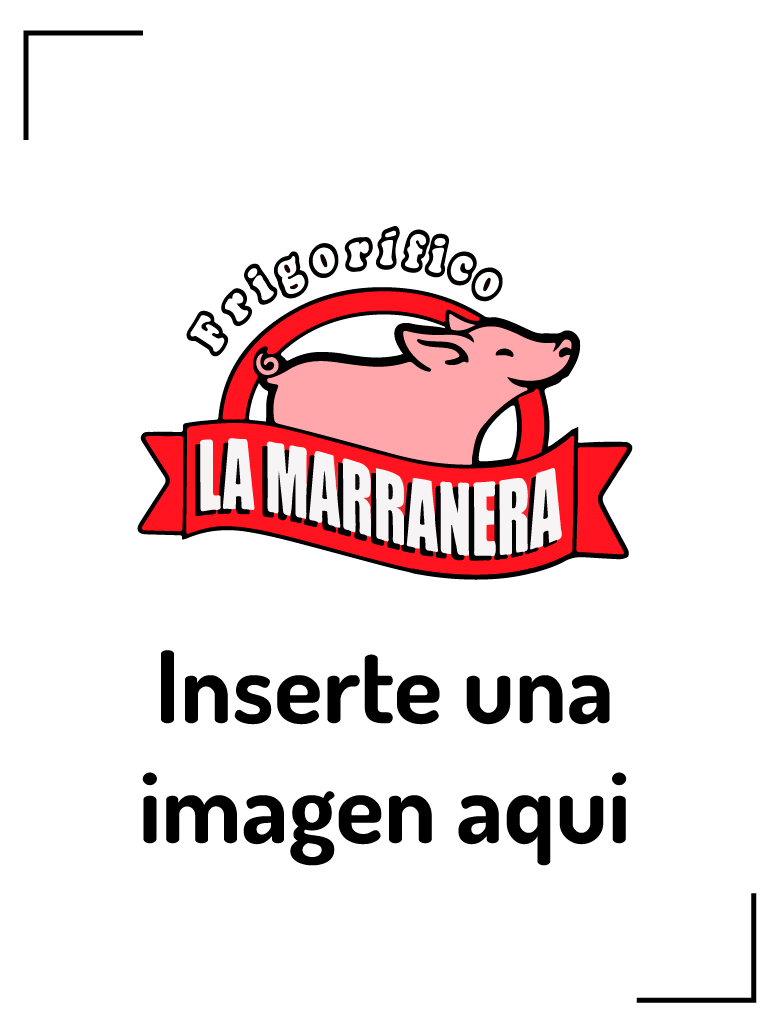 Frigorífico
LA MARRANERA
Inserte una
imagen aqui